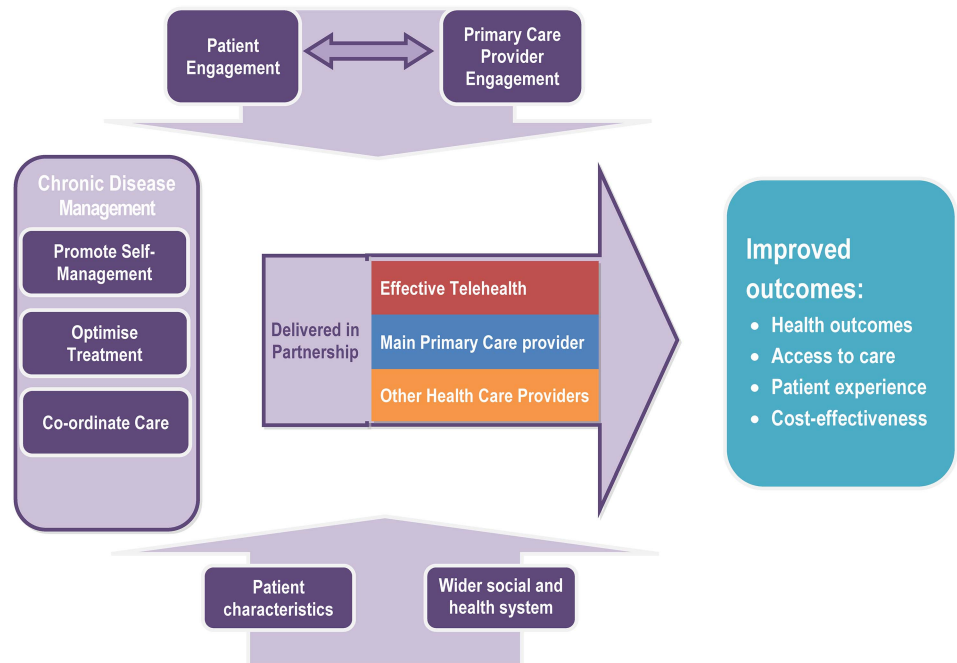 Patient
Engagement
Primary Care
Provider
Engagement
Chronic Disease
Management
Promote Self-
Management
Optimise
Treatment
Co-ordinate Care
Delivered in
Partnership
Effective Telehealth
Main Primary Care provider
Other Health Care Providers
Improved
outcomes:
• Health outcomes
• Access to care
• Patient experience
• Cost-effectiveness
Patient
characteristics
Wider social and
health system